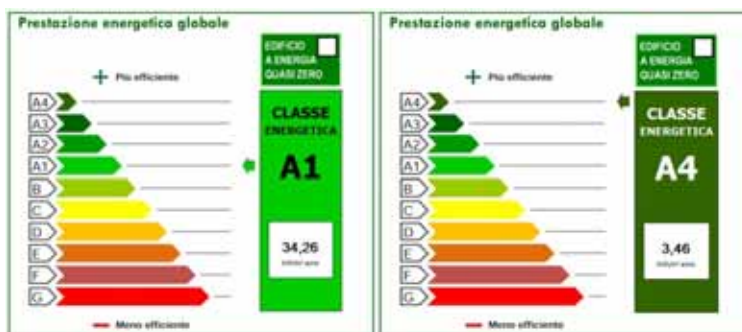 Prestazione energetica globale
EDIFICIO
A ENERGIA
QUASI ZERO
+ Più efficiente
A4
A3
A2
A1
B
C
D
E
F
G
CLASSE
ENERGETICA
A1
34,26
− Meno efficiente
Prestazione energetica globale
EDIFICIO
A ENERGIA
QUASI ZERO
+ Più efficiente
A4
A3
A2
A1
B
C
D
E
F
G
CLASSE
ENERGETICA
A4
3,46
− Meno efficiente